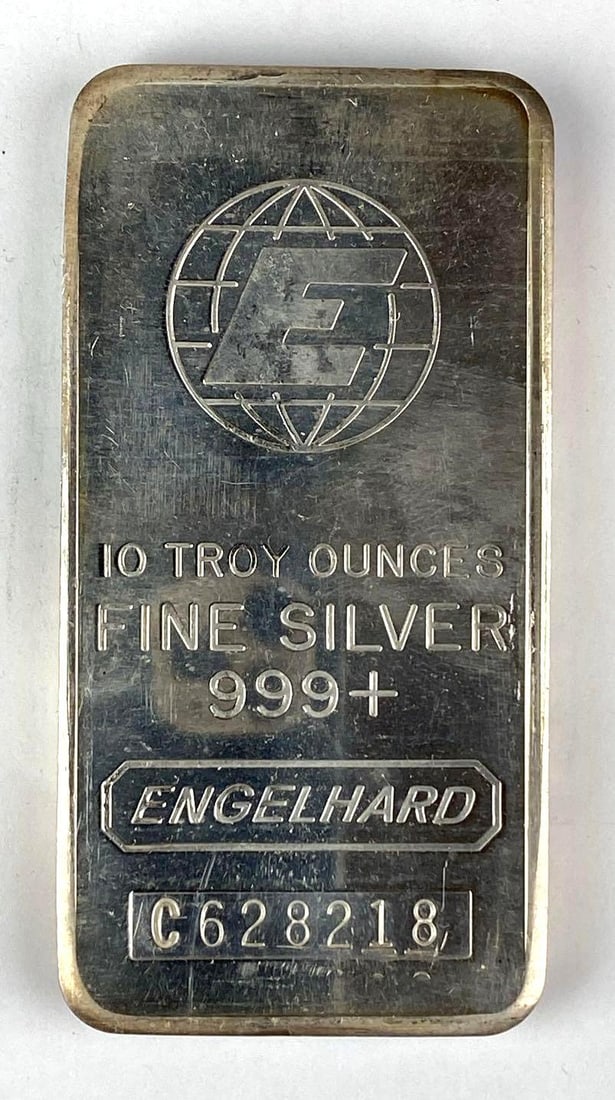 E
10 TROY OUNCES
FINE SILVER
999+
ENGELHARD
C628218